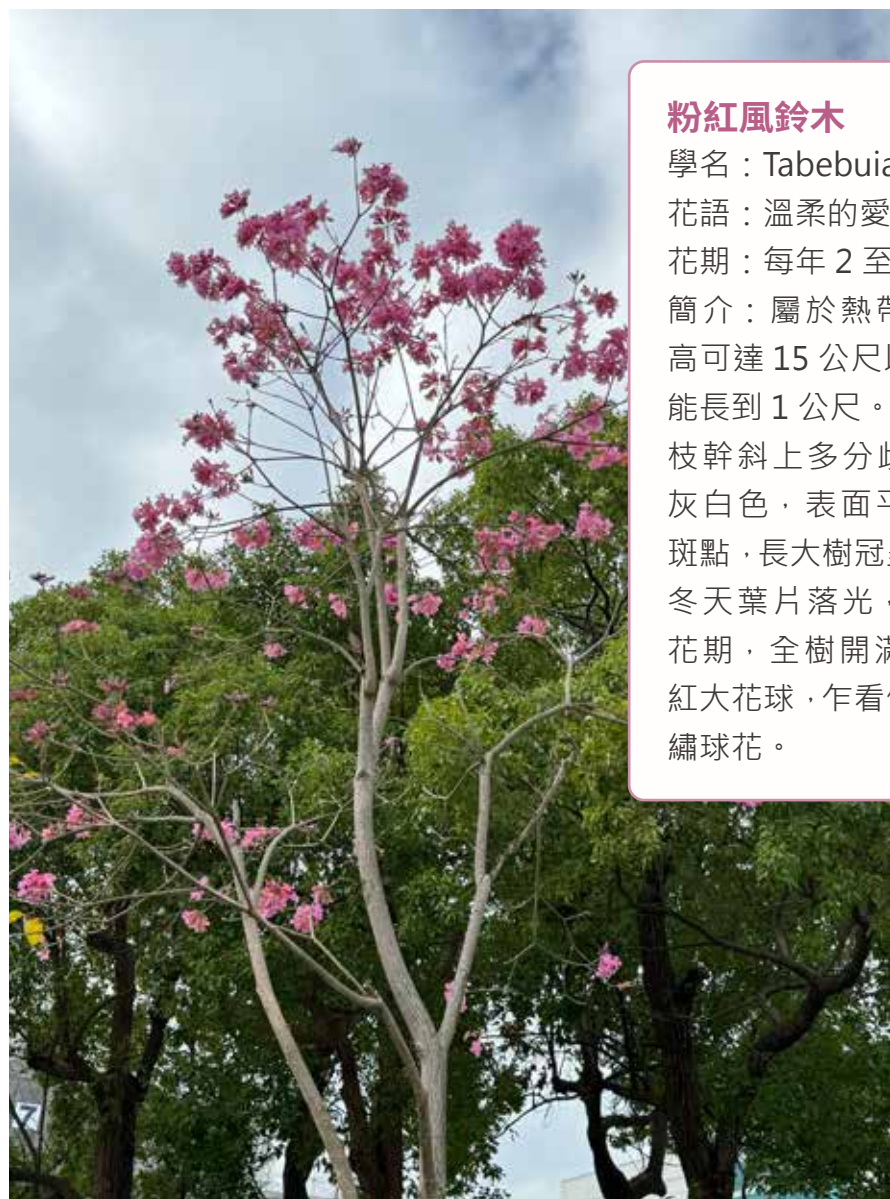 粉紅風鈴木
學名：Tabebuia
花語：溫柔的愛
花期：每年 2 至
簡介：屬於熱帶
高可達 15 公尺
能長到 1 公尺。
枝幹斜上多分歧
灰白色，表面平
斑點，長大樹冠
冬天葉片落光，
花期，全樹開滿
紅大花球，乍看
繡球花。
7